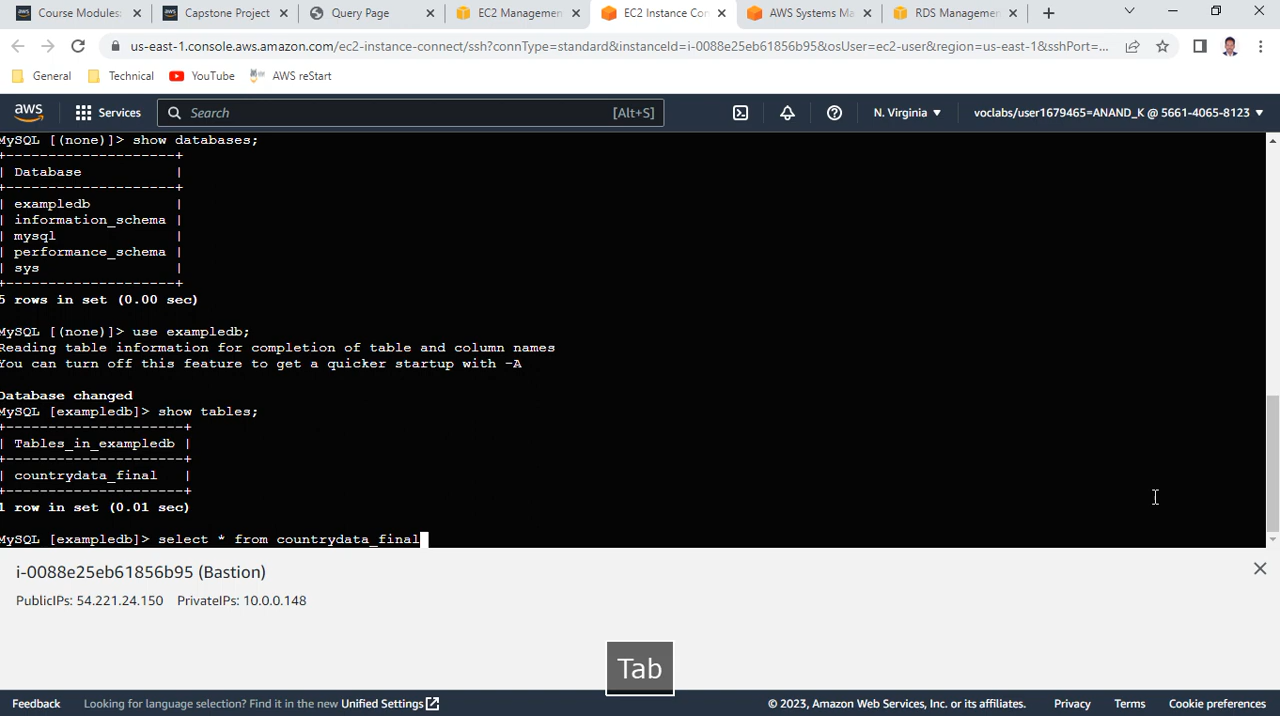 Course Modules:
Capstone Project
Query Page
EC2 Managemen
EC2 Instance Con
AWS Systems Ma
RDS Managemen
us-east-1.console.aws.amazon.com/ec2-instance-connect/ssh?connType=standard&instanceId=i-0088e25eb61856b95&osUser=ec2-user&region=us-east-1&sshPort=...
General Technical YouTube AWS reStart
aws Services Search [Alt+S] N. Virginia voclabs/user1679465=ANAND_K @ 5661-4065-8123
MySQL [(none)]> show databases;
+--------------------+
| Database           |
+--------------------+
| exampledb          |
| information_schema |
| mysql              |
| performance_schema |
| sys                |
+--------------------+
5 rows in set (0.00 sec)
MySQL [(none)]> use exampledb;
Reading table information for completion of table and column names
You can turn off this feature to get a quicker startup with -A
Database changed
MySQL [exampledb]> show tables;
+---------------------+
| Tables_in_exampledb |
+---------------------+
| countrydata_final   |
+---------------------+
1 row in set (0.01 sec)
MySQL [exampledb]> select * from countrydata_final
i-0088e25eb61856b95 (Bastion)
PublicIPs: 54.221.24.150 PrivateIPs: 10.0.0.148
Tab
Feedback Looking for language selection? Find it in the new Unified Settings © 2023, Amazon Web Services, Inc. or its affiliates. Privacy Terms Cookie preferences